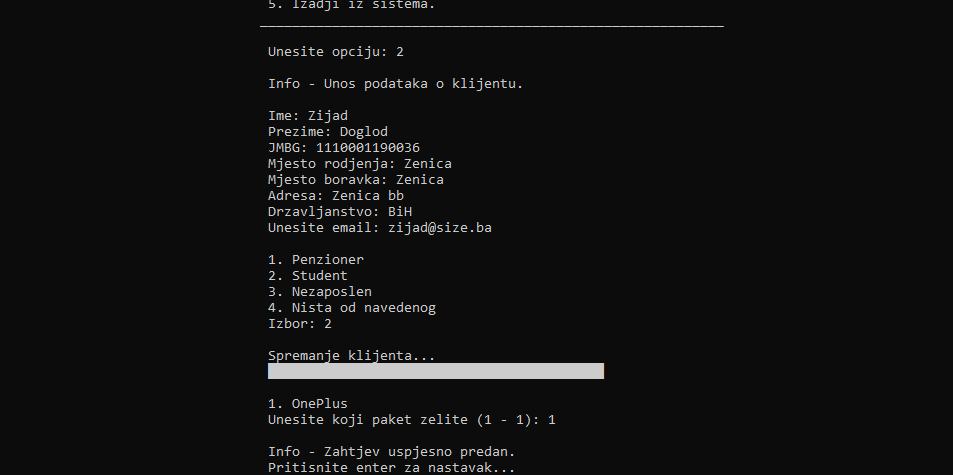 5. Izadji iz sistema.
Unesite opciju: 2
Info - Unos podataka o klijentu.
Ime: Zijad
Prezime: Doglod
JMBG: 1110001190036
Mjesto rodjenja: Zenica
Mjesto boravka: Zenica
Adresa: Zenica bb
Drzavljanstvo: BiH
Unesite email: zijad@size.ba
1. Penzioner
2. Student
3. Nezaposlen
4. Nista od navedenog
Izbor: 2
Spremanje klijenta...
1. OnePlus
Unesite koji paket zelite (1 - 1): 1
Info - Zahtjev uspjesno predan.
Pritisnite enter za nastavak...